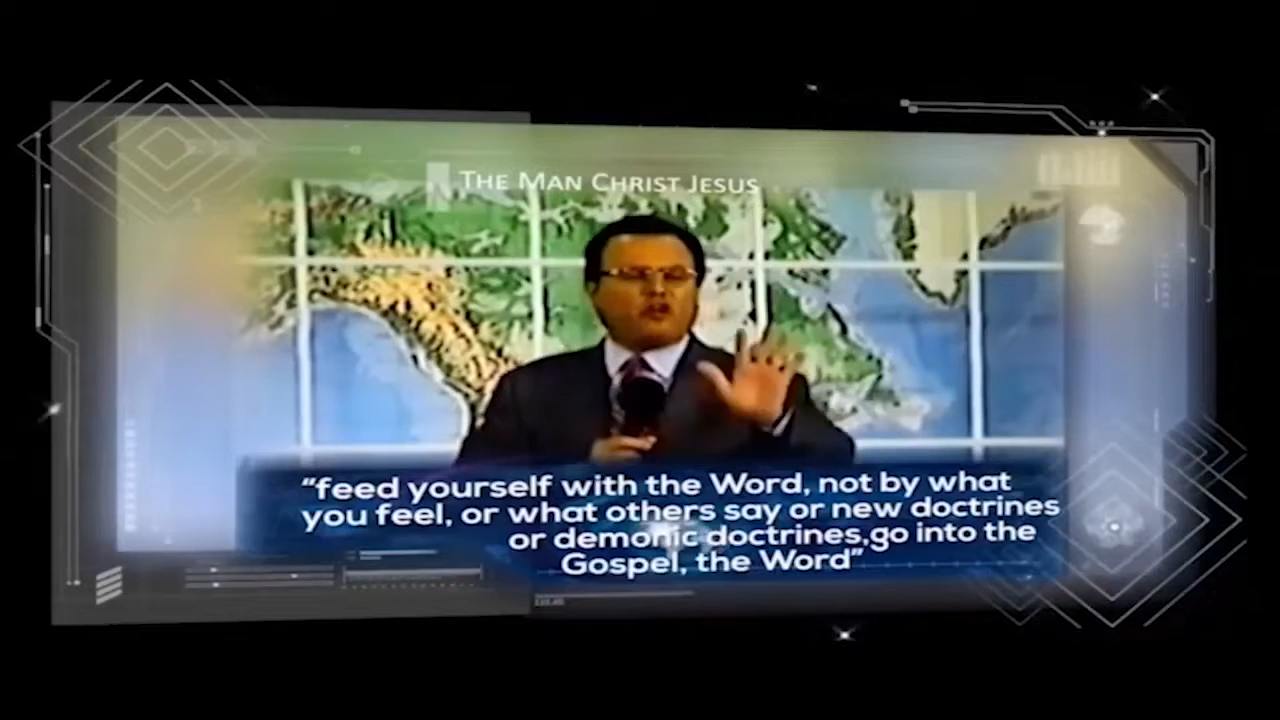 THE MAN CHRIST JESUS
“feed yourself with the Word, not by what
you feel, or what others say or new doctrines
or demonic doctrines,go into the
Gospel, the Word”